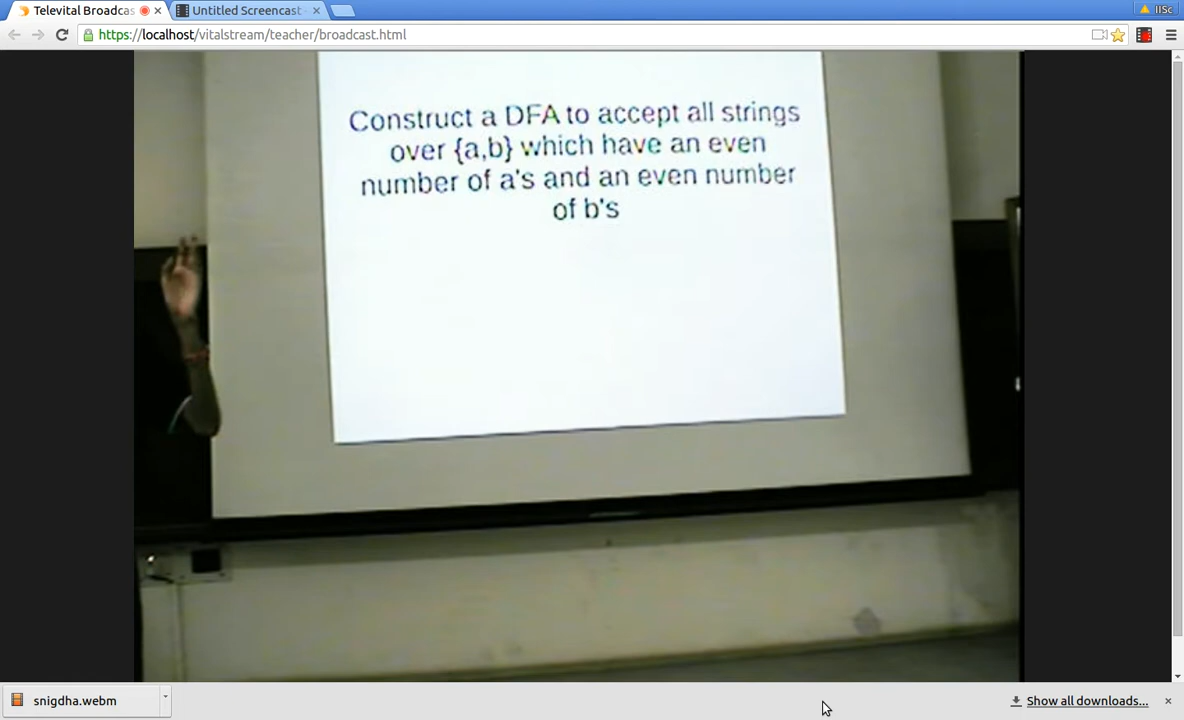 Televital Broadcas
Untitled Screencast -
IISc
https://localhost/vitalstream/teacher/broadcast.html
Construct a DFA to accept all strings
over {a,b} which have an even
number of a's and an even number
of b's
snigdha.webm
Show all downloads...